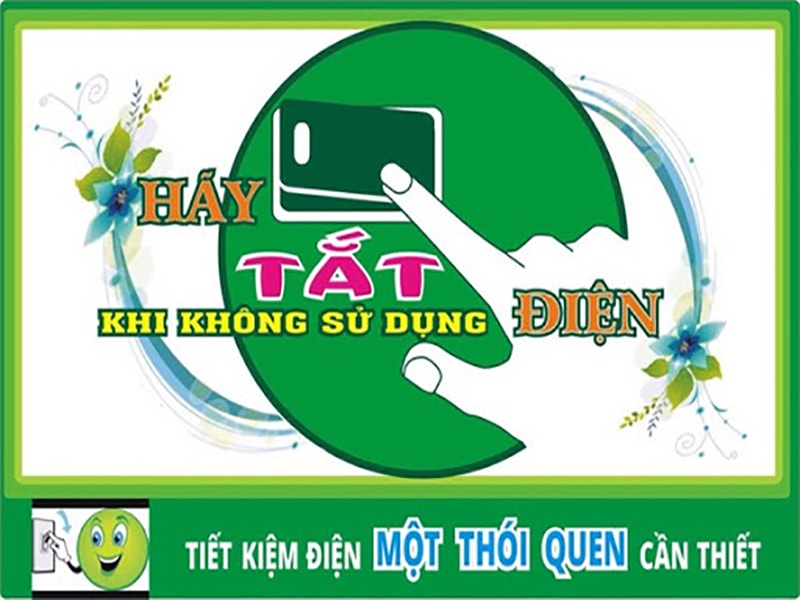 HÃY
TẮT
KHI KHÔNG SỬ DỤNG
ĐIỆN
TIẾT KIỆM ĐIỆN MỘT THÓI QUEN CẦN THIẾT